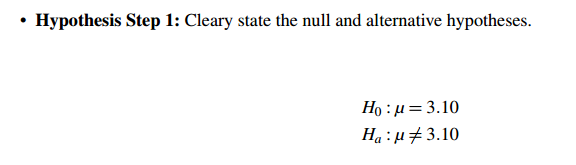 • Hypothesis Step 1: Cleary state the null and alternative hypotheses.
H₀ : μ = 3.10
Hₐ : μ ≠ 3.10